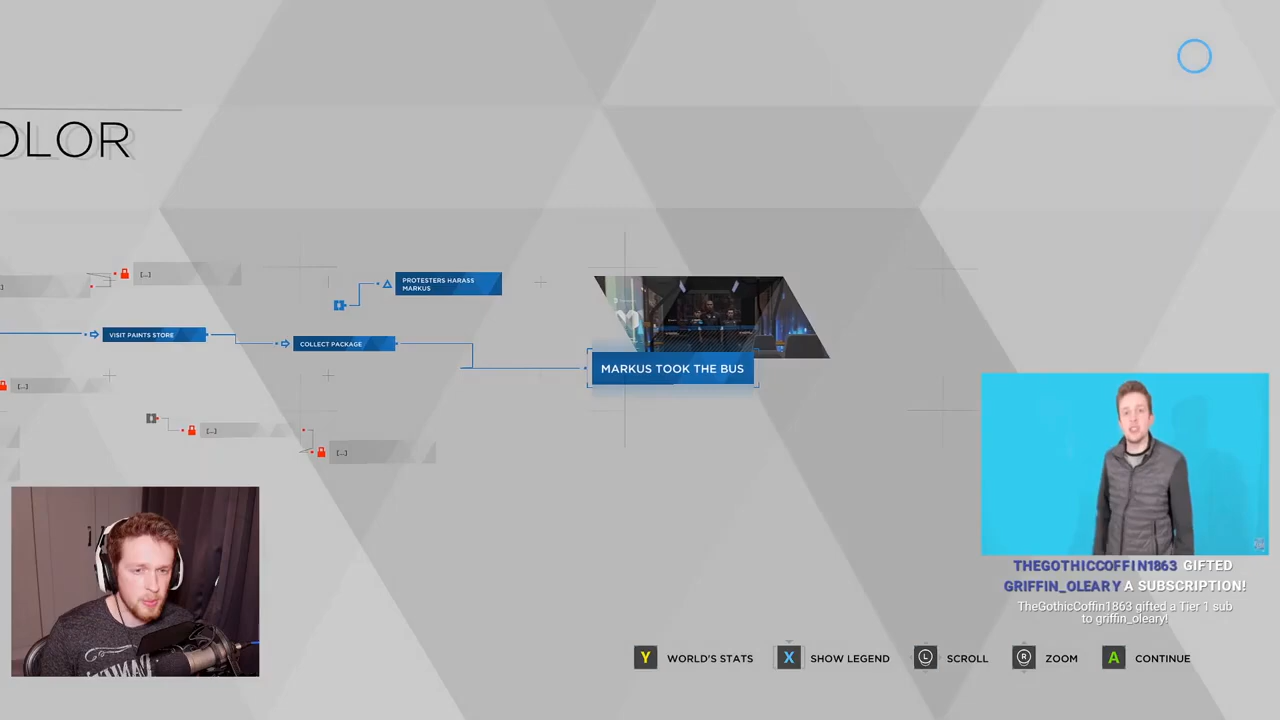 OLOR
[...]
PROTESTERS HARASS
MARKUS
VISIT PAINTS STORE
COLLECT PACKAGE
MARKUS TOOK THE BUS
[...]
[...]
[...]
THEGOTHICCOFFIN1863 GIFTED
GRIFFIN_OLEARY A SUBSCRIPTION!
TheGothicCoffin1863 gifted a Tier 1 sub
to griffin_oleary!
Y WORLD'S STATS X SHOW LEGEND L SCROLL R ZOOM A CONTINUE